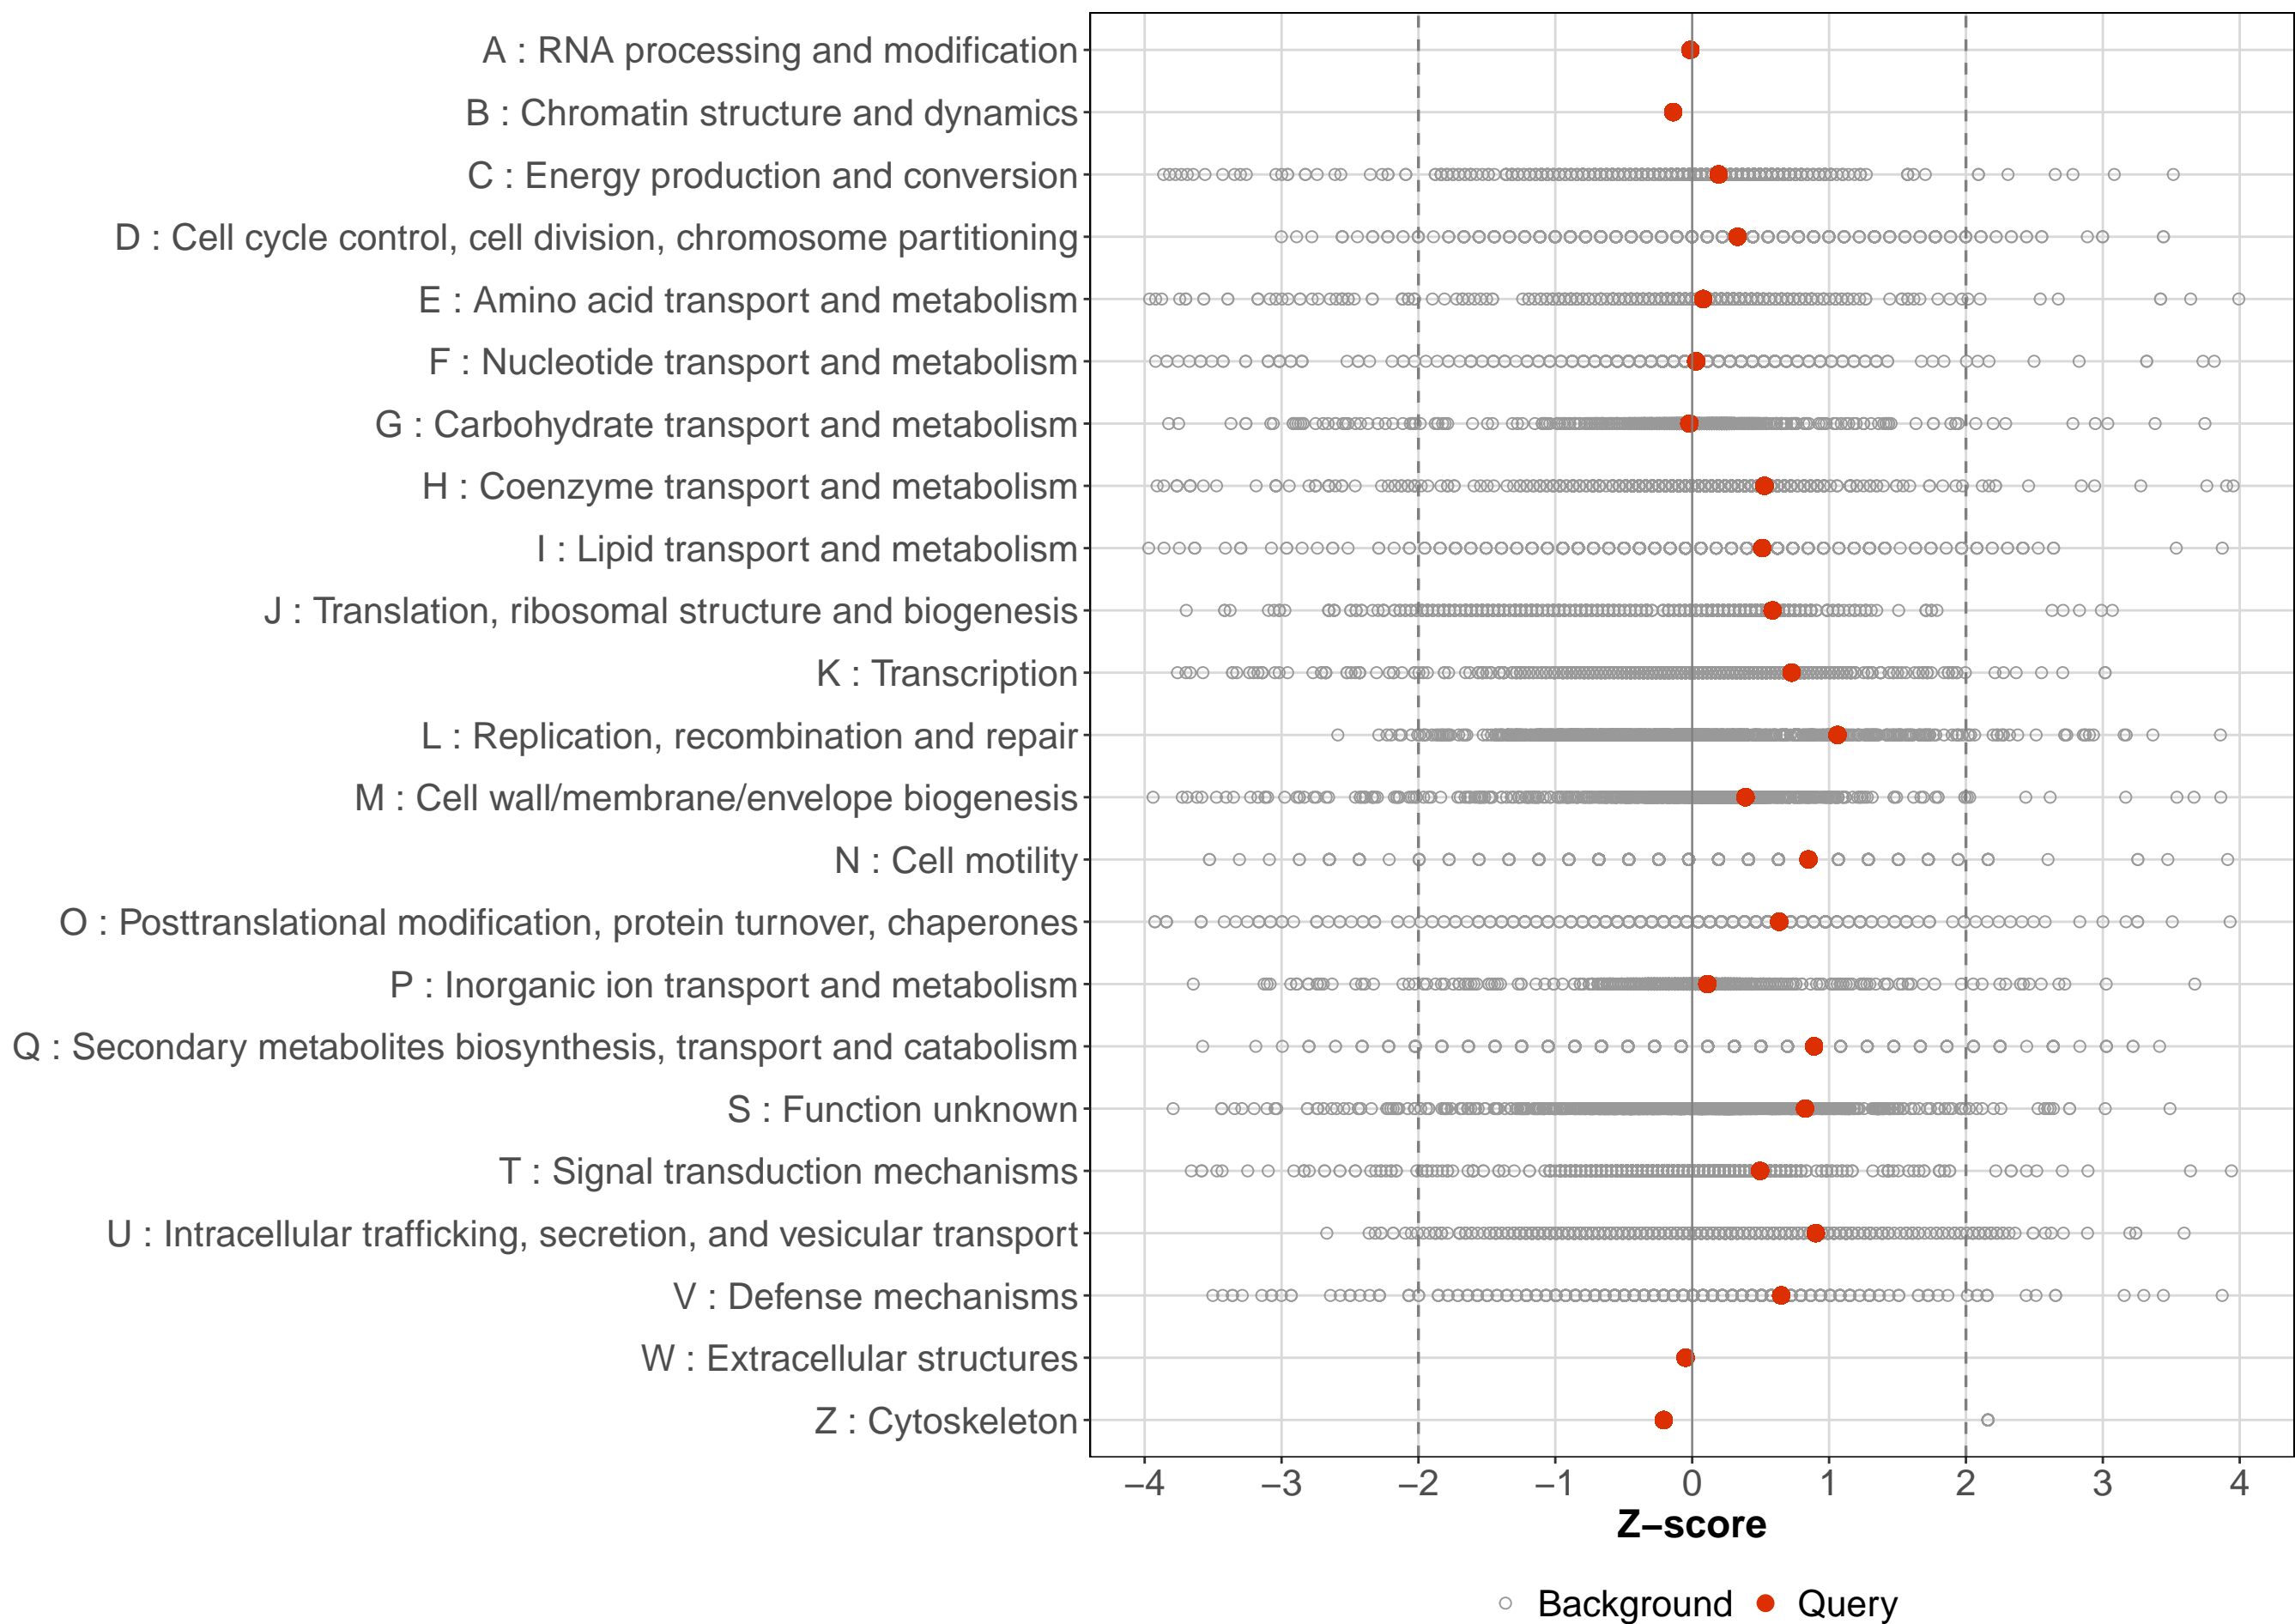 A : RNA processing and modification
B : Chromatin structure and dynamics
C : Energy production and conversion
D : Cell cycle control, cell division, chromosome partitioning
E : Amino acid transport and metabolism
F : Nucleotide transport and metabolism
G : Carbohydrate transport and metabolism
H : Coenzyme transport and metabolism
I : Lipid transport and metabolism
J : Translation, ribosomal structure and biogenesis
K : Transcription
L : Replication, recombination and repair
M : Cell wall/membrane/envelope biogenesis
N : Cell motility
O : Posttranslational modification, protein turnover, chaperones
P : Inorganic ion transport and metabolism
Q : Secondary metabolites biosynthesis, transport and catabolism
S : Function unknown
T : Signal transduction mechanisms
U : Intracellular trafficking, secretion, and vesicular transport
V : Defense mechanisms
W : Extracellular structures
Z : Cytoskeleton
−4 −3 −2 −1 0 1 2 3 4
Z−score
Background Query